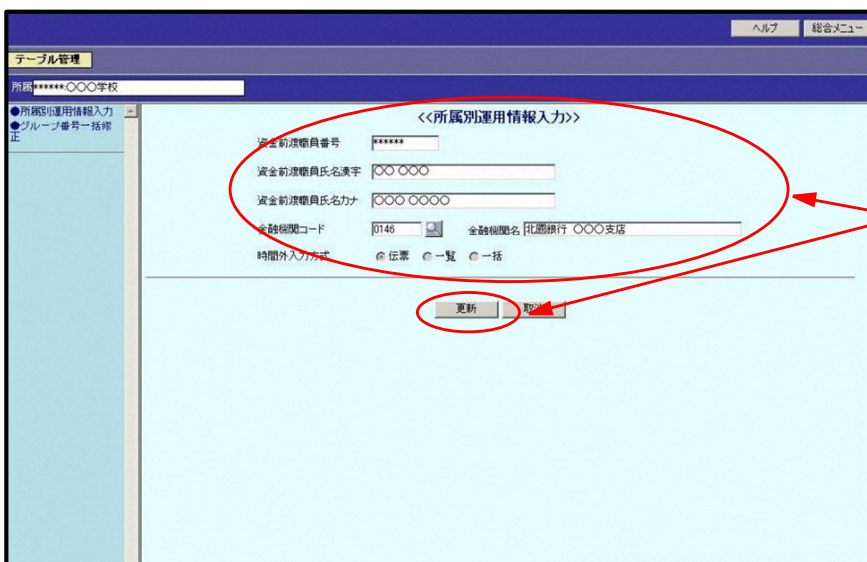 ヘルプ 総合メニュー
テーブル管理
所属******:〇〇〇学校
●所属別運用情報入力
●グループ番号一括修正
<<所属別運用情報入力>>
資金前渡職員番号 ******
資金前渡職員氏名漢字 〇〇 〇〇〇
資金前渡職員氏名カナ 〇〇〇 〇〇〇〇
金融機関コード 0146 金融機関名 北國銀行 〇〇〇支店
時間外入力方式 伝票 一覧 一括
更新 取消